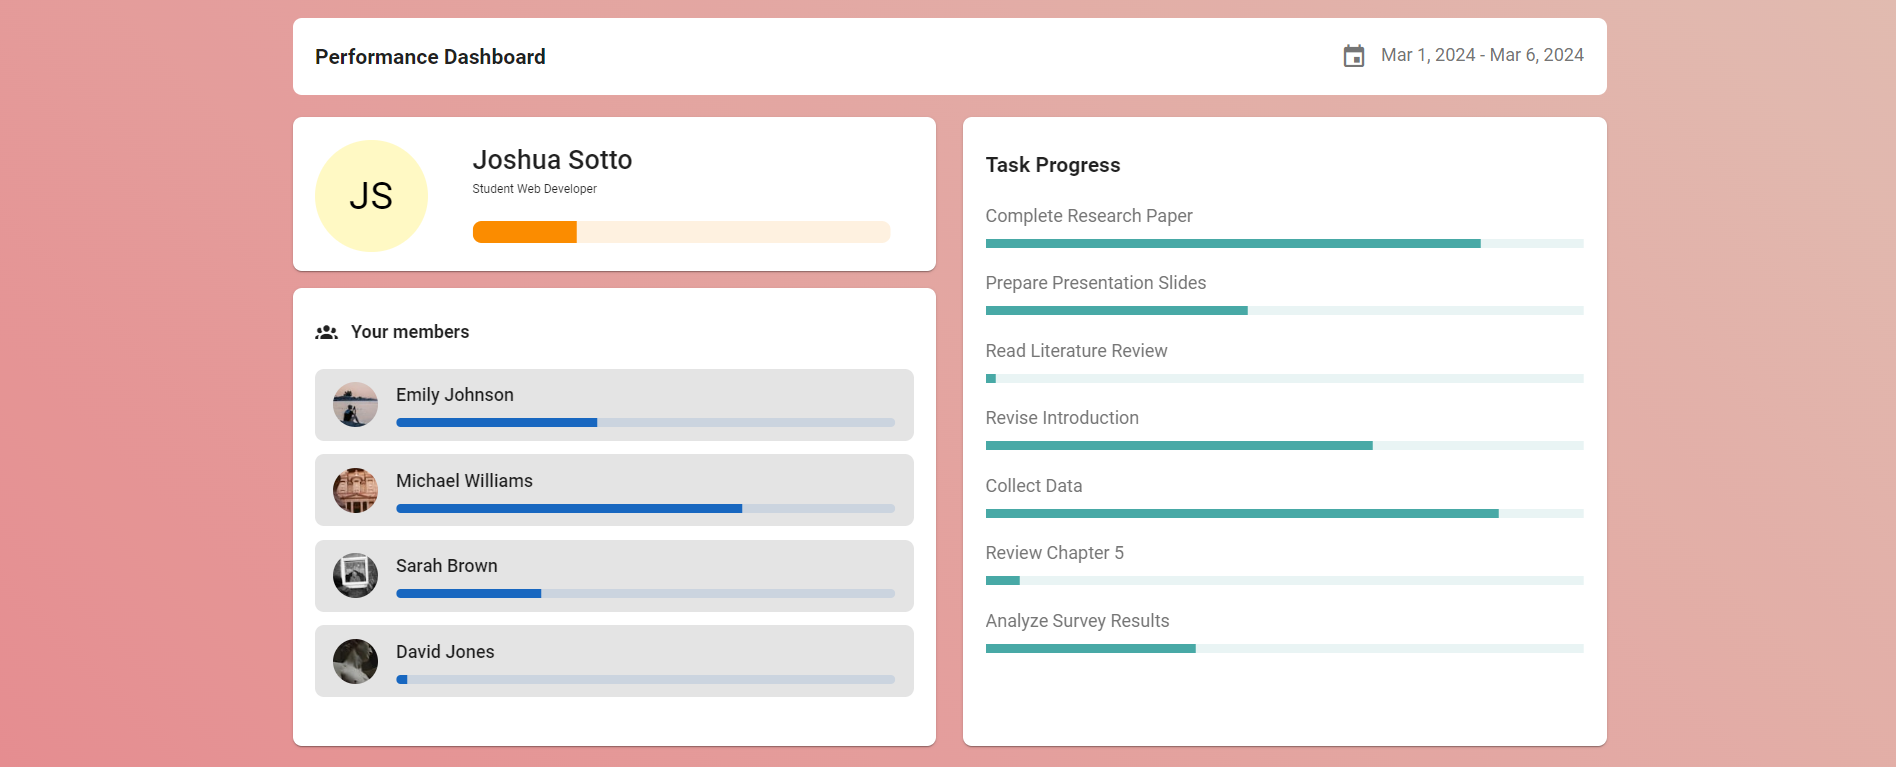 Performance Dashboard
Mar 1, 2024 - Mar 6, 2024
JS
Joshua Sotto
Student Web Developer
Your members
Emily Johnson
Michael Williams
Sarah Brown
David Jones
Task Progress
Complete Research Paper
Prepare Presentation Slides
Read Literature Review
Revise Introduction
Collect Data
Review Chapter 5
Analyze Survey Results